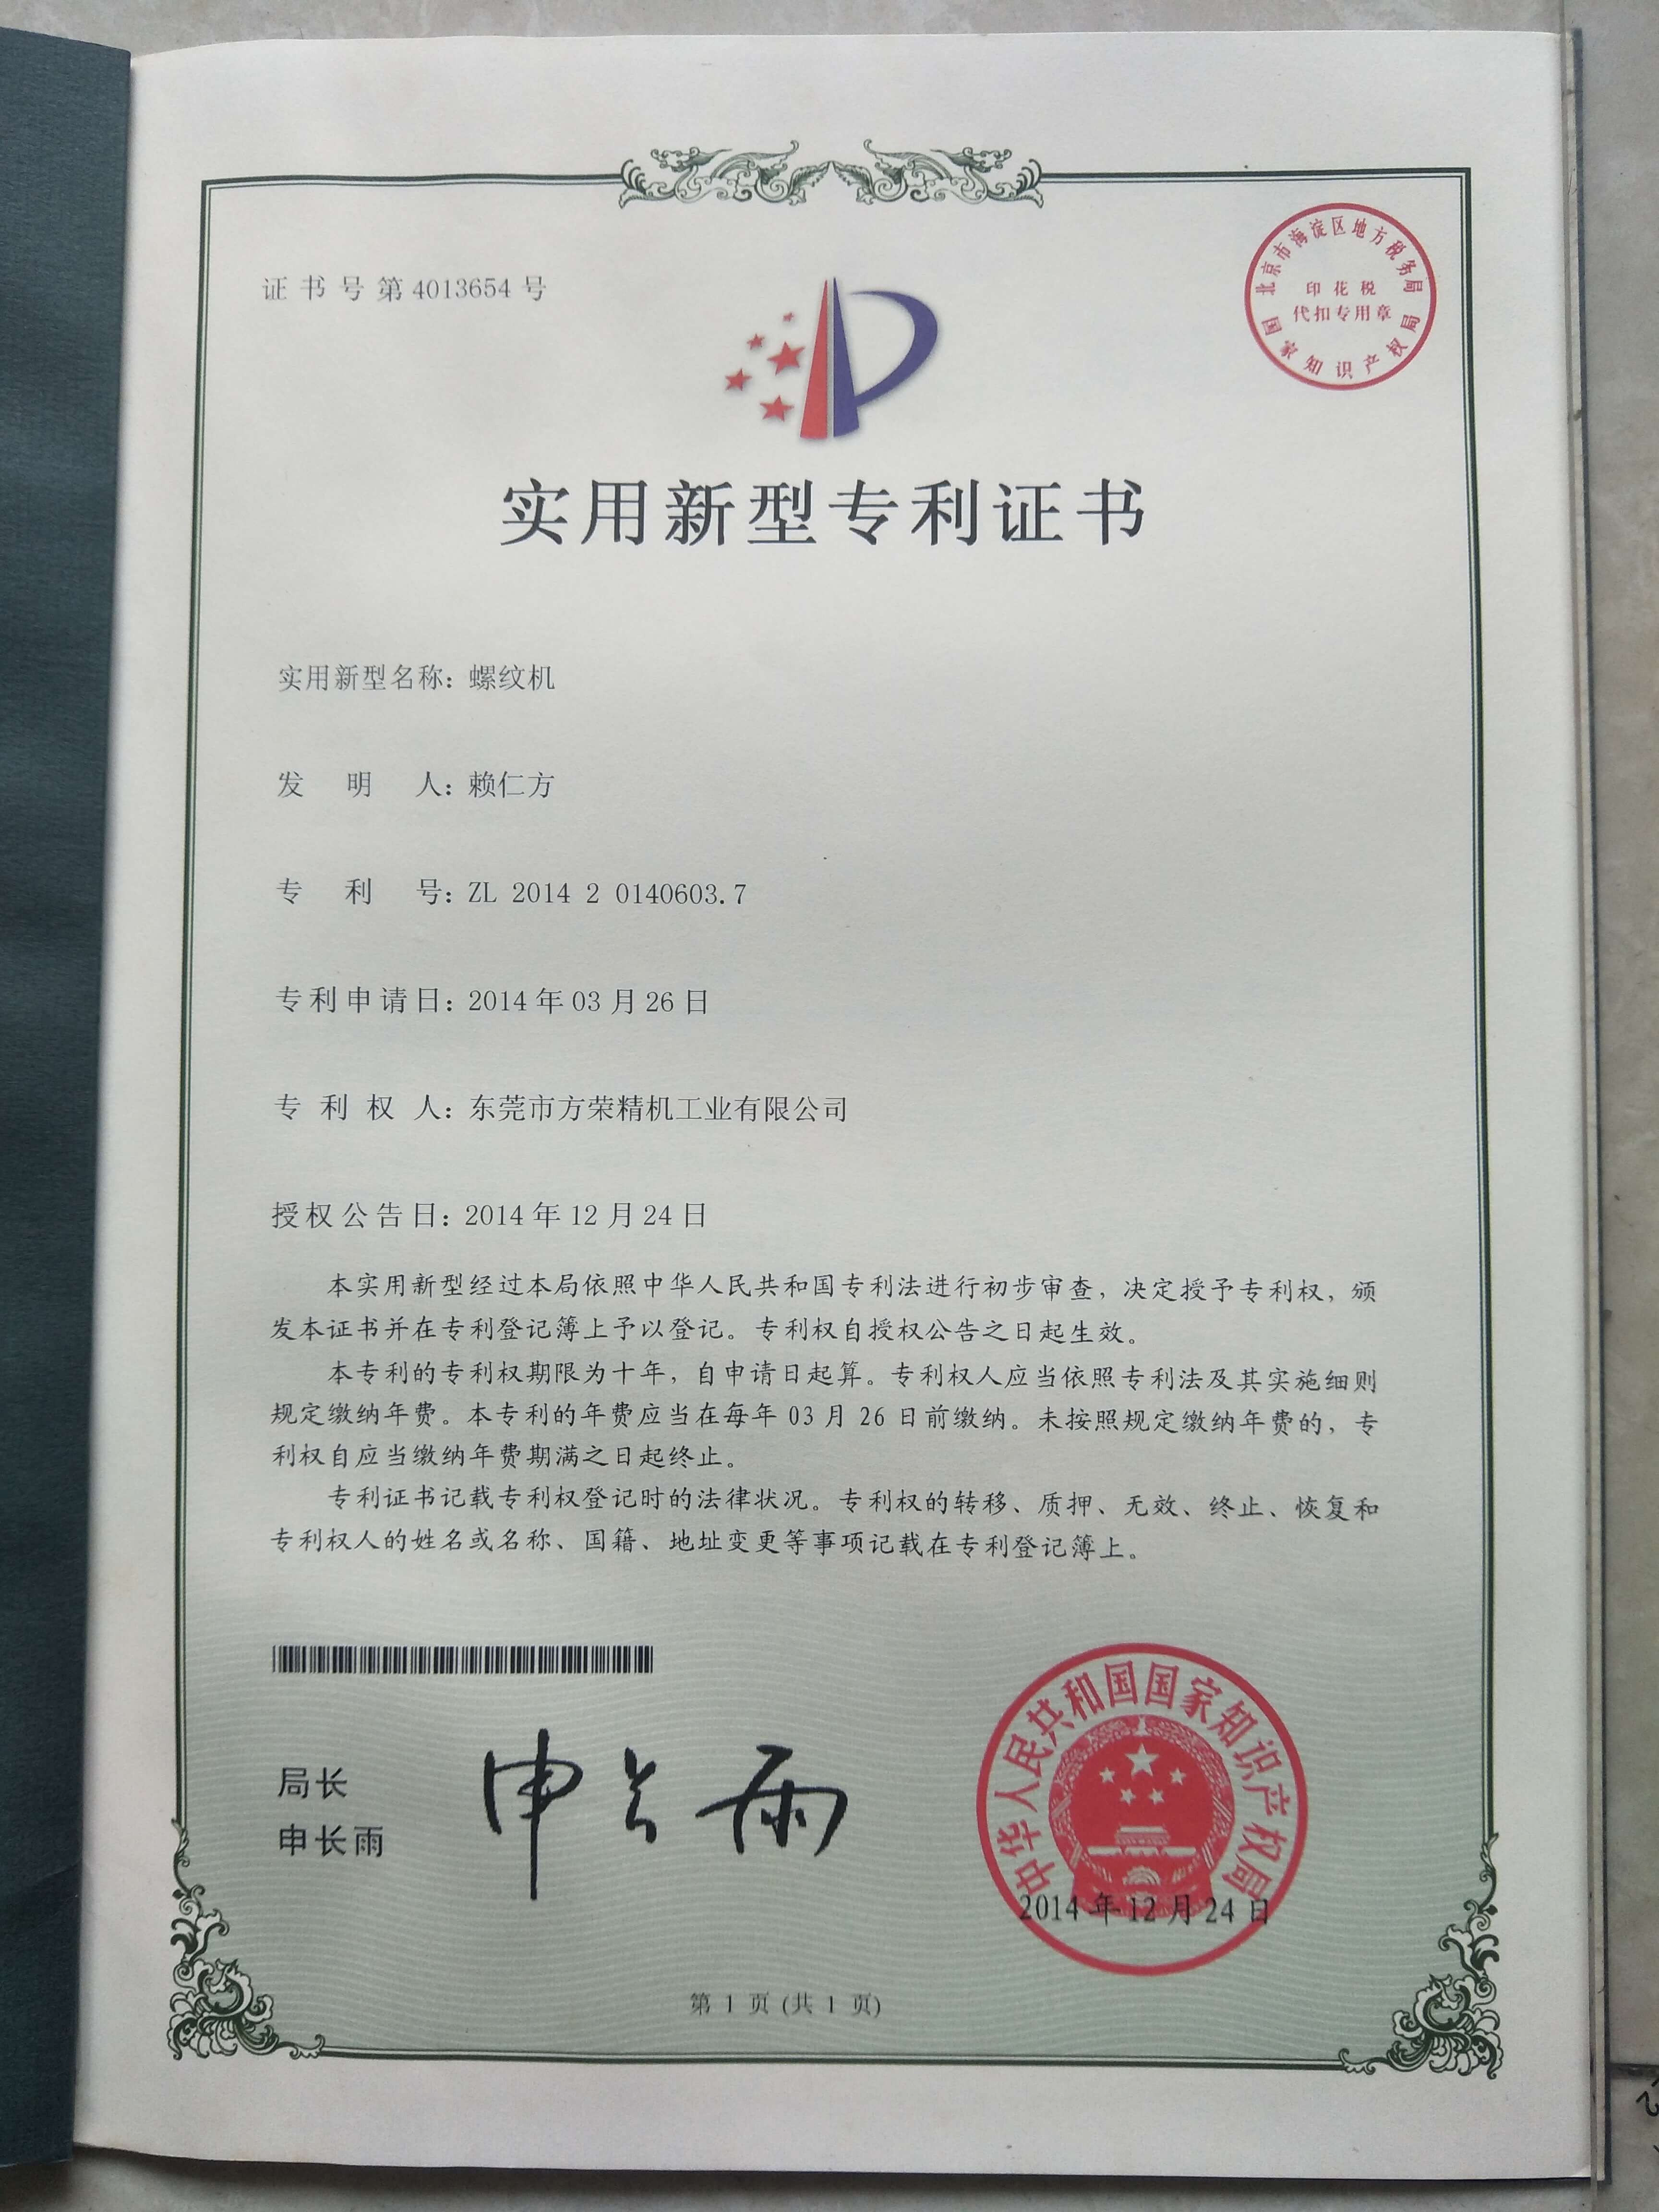 证书号第4013654号
北京市海淀区地方税务局
印花税
代扣专用章
国家知识产权局
实用新型专利证书
实用新型名称：螺纹机
发明人：赖仁方
专利号：ZL 2014 2 0140603.7
专利申请日：2014年03月26日
专利权人：东莞市方荣精机工业有限公司
授权公告日：2014年12月24日
本实用新型经过本局依照中华人民共和国专利法进行初步审查，决定授予专利权，颁
发本证书并在专利登记簿上予以登记。专利权自授权公告之日起生效。
本专利的专利权期限为十年，自申请日起算。专利权人应当依照专利法及其实施细则
规定缴纳年费。本专利的年费应当在每年03月26日前缴纳。未按照规定缴纳年费的，专
利权自应当缴纳年费期满之日起终止。
专利证书记载专利权登记时的法律状况。专利权的转移、质押、无效、终止、恢复和
专利权人的姓名或名称、国籍、地址变更等事项记载在专利登记簿上。
局长
申长雨
申长雨
中华人民共和国国家知识产权局
2014年12月24日
第1页(共1页)